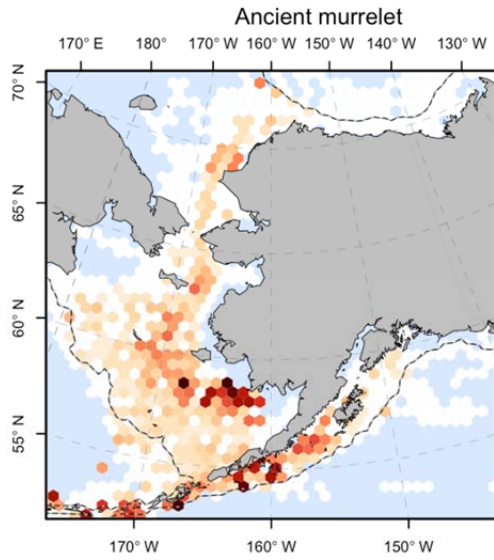 Ancient murrelet
170° E 180° 170° W 160° W 150° W 140° W 130° W
70° N
65° N
60° N
55° N
170° W 160° W 150° W